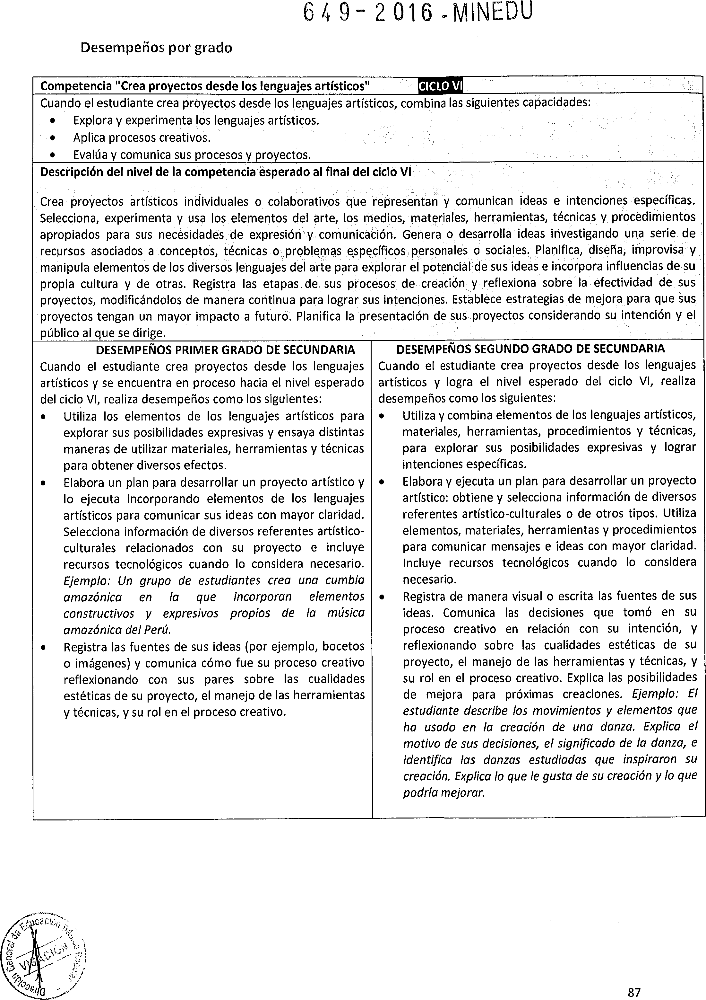 649-2016-MINEDU
Desempeños por grado
Competencia "Crea proyectos desde los lenguajes artísticos" CICLO VI
Cuando el estudiante crea proyectos desde los lenguajes artísticos, combina las siguientes capacidades:
• Explora y experimenta los lenguajes artísticos.
• Aplica procesos creativos.
• Evalúa y comunica sus procesos y proyectos.
Descripción del nivel de la competencia esperado al final del ciclo VI
Crea proyectos artísticos individuales o colaborativos que representan y comunican ideas e intenciones específicas.
Selecciona, experimenta y usa los elementos del arte, los medios, materiales, herramientas, técnicas y procedimientos
apropiados para sus necesidades de expresión y comunicación. Genera o desarrolla ideas investigando una serie de
recursos asociados a conceptos, técnicas o problemas específicos personales o sociales. Planifica, diseña, improvisa y
manipula elementos de los diversos lenguajes del arte para explorar el potencial de sus ideas e incorpora influencias de su
propia cultura y de otras. Registra las etapas de sus procesos de creación y reflexiona sobre la efectividad de sus
proyectos, modificándolos de manera continua para lograr sus intenciones. Establece estrategias de mejora para que sus
proyectos tengan un mayor impacto a futuro. Planifica la presentación de sus proyectos considerando su intención y el
público al que se dirige.
DESEMPEÑOS PRIMER GRADO DE SECUNDARIA
Cuando el estudiante crea proyectos desde los lenguajes
artísticos y se encuentra en proceso hacia el nivel esperado
del ciclo VI, realiza desempeños como los siguientes:
• Utiliza los elementos de los lenguajes artísticos para
explorar sus posibilidades expresivas y ensaya distintas
maneras de utilizar materiales, herramientas y técnicas
para obtener diversos efectos.
• Elabora un plan para desarrollar un proyecto artístico y
lo ejecuta incorporando elementos de los lenguajes
artísticos para comunicar sus ideas con mayor claridad.
Selecciona información de diversos referentes artístico-
culturales relacionados con su proyecto e incluye
recursos tecnológicos cuando lo considera necesario.
Ejemplo: Un grupo de estudiantes crea una cumbia
amazónica en la que incorporan elementos
constructivos y expresivos propios de la música
amazónica del Perú.
• Registra las fuentes de sus ideas (por ejemplo, bocetos
o imágenes) y comunica cómo fue su proceso creativo
reflexionando con sus pares sobre las cualidades
estéticas de su proyecto, el manejo de las herramientas
y técnicas, y su rol en el proceso creativo.
DESEMPEÑOS SEGUNDO GRADO DE SECUNDARIA
Cuando el estudiante crea proyectos desde los lenguajes
artísticos y logra el nivel esperado del ciclo VI, realiza
desempeños como los siguientes:
• Utiliza y combina elementos de los lenguajes artísticos,
materiales, herramientas, procedimientos y técnicas,
para explorar sus posibilidades expresivas y lograr
intenciones específicas.
• Elabora y ejecuta un plan para desarrollar un proyecto
artístico: obtiene y selecciona información de diversos
referentes artístico-culturales o de otros tipos. Utiliza
elementos, materiales, herramientas y procedimientos
para comunicar mensajes e ideas con mayor claridad.
Incluye recursos tecnológicos cuando lo considera
necesario.
• Registra de manera visual o escrita las fuentes de sus
ideas. Comunica las decisiones que tomó en su
proceso creativo en relación con su intención, y
reflexionando sobre las cualidades estéticas de su
proyecto, el manejo de las herramientas y técnicas, y
su rol en el proceso creativo. Explica las posibilidades
de mejora para próximas creaciones. Ejemplo: El
estudiante describe los movimientos y elementos que
ha usado en la creación de una danza. Explica el
motivo de sus decisiones, el significado de la danza, e
identifica las danzas estudiadas que inspiraron su
creación. Explica lo que le gusta de su creación y lo que
podría mejorar.
Dirección General de Educación Básica Regular
VISACIÓN
87